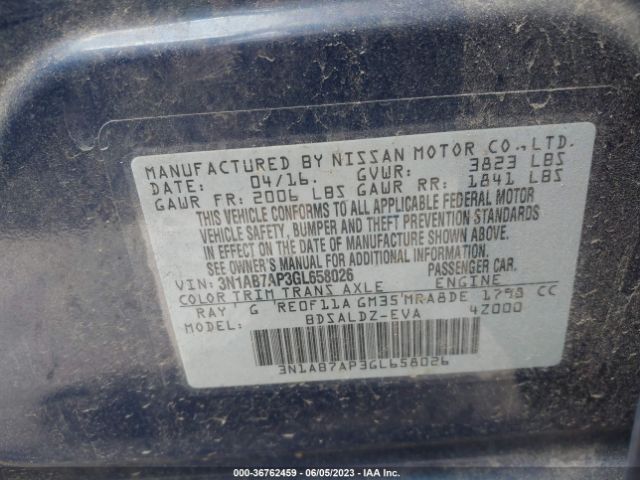 MANUFACTURED BY NISSAN MOTOR CO.,LTD.
DATE: 04/16. GVWR: 3823 LBS
GAWR FR: 2006 LBS GAWR RR: 1841 LBS
THIS VEHICLE CONFORMS TO ALL APPLICABLE FEDERAL MOTOR
VEHICLE SAFETY, BUMPER AND THEFT PREVENTION STANDARDS
IN EFFECT ON THE DATE OF MANUFACTURE SHOWN ABOVE.
SEE OWNER'S MANUAL FOR ADDITIONAL INFORMATION.
VIN: 3N1AB7AP3GL658026 PASSENGER CAR.
COLOR TRIM TRANS AXLE ENGINE
RAY G RE0F11A GM35 MRA8DE 1798 CC
MODEL: BDSALDZ-EVA 4Z000
3N1AB7AP3GL658026
000-36762459 - 06/05/2023 - IAA Inc.